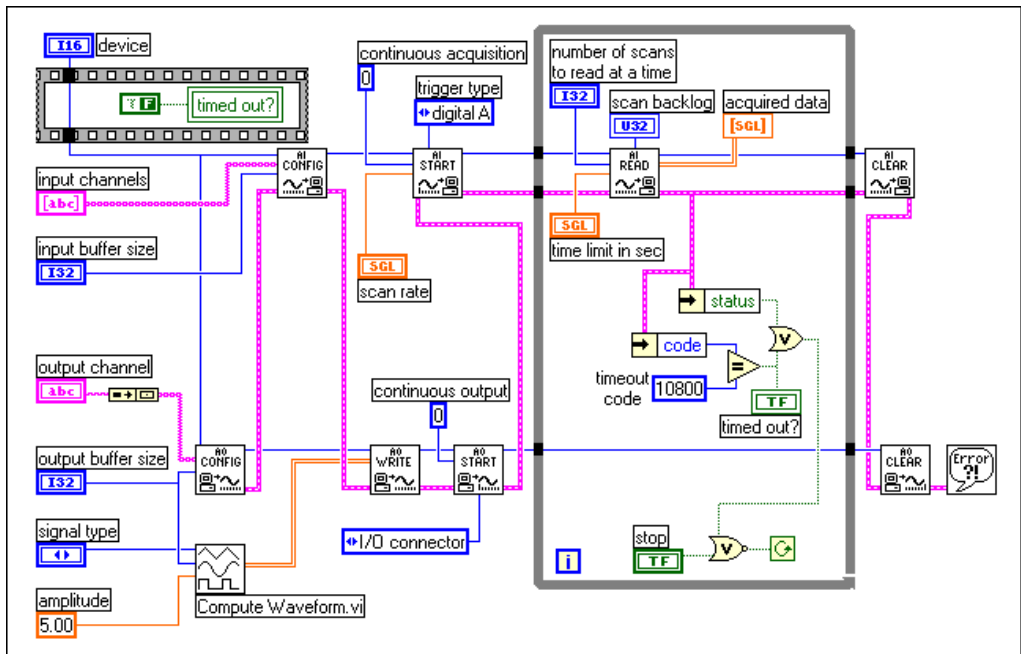 I16 device
F timed out?
input channels
[abc]
input buffer size
I32
output channel
abc
output buffer size
I32
signal type
amplitude
5.00
AI CONFIG
AO CONFIG
Compute Waveform.vi
continuous acquisition
0
trigger type
digital A
AI START
SGL
scan rate
continuous output
0
AO WRITE
AO START
I/O connector
number of scans
to read at a time
I32
scan backlog
U32
acquired data
[SGL]
AI READ
SGL
time limit in sec
status
code
timeout
code
10800
=
V
TF
timed out?
stop
TF
V
i
AI CLEAR
AO CLEAR
Error
?!